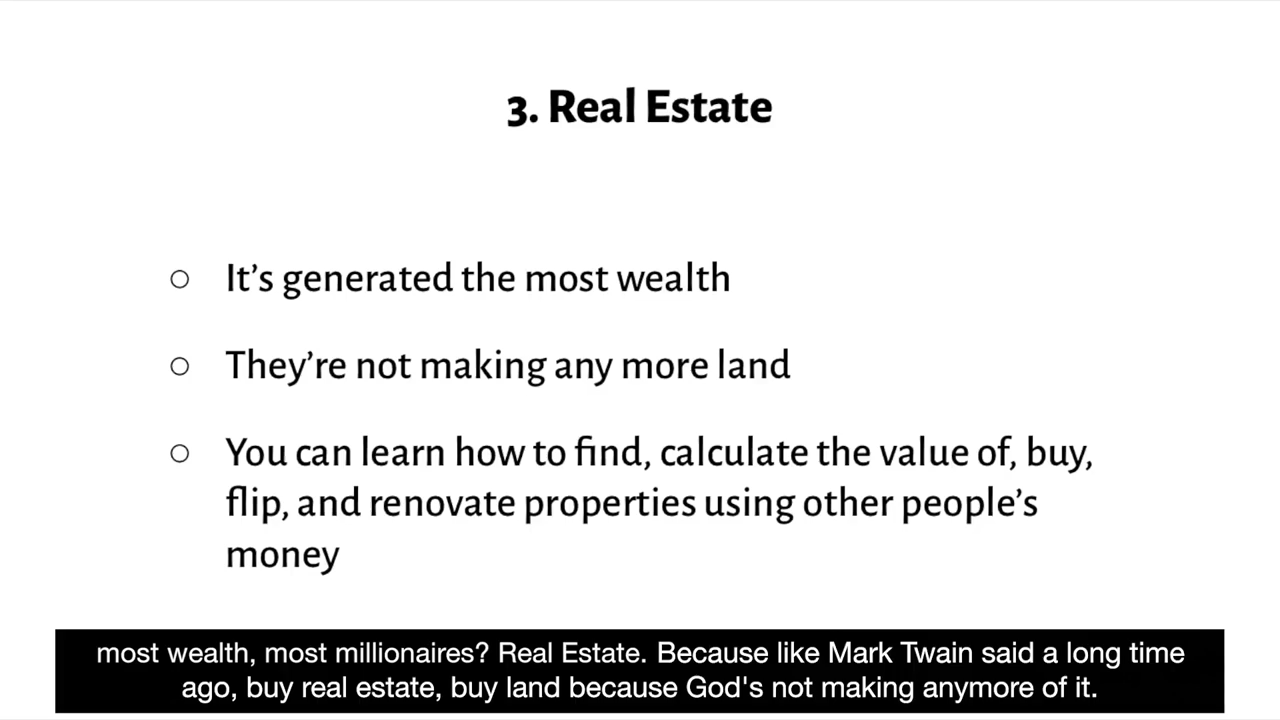 3. Real Estate
○ It's generated the most wealth
○ They're not making any more land
○ You can learn how to find, calculate the value of, buy,
flip, and renovate properties using other people's
money
most wealth, most millionaires? Real Estate. Because like Mark Twain said a long time
ago, buy real estate, buy land because God's not making anymore of it.